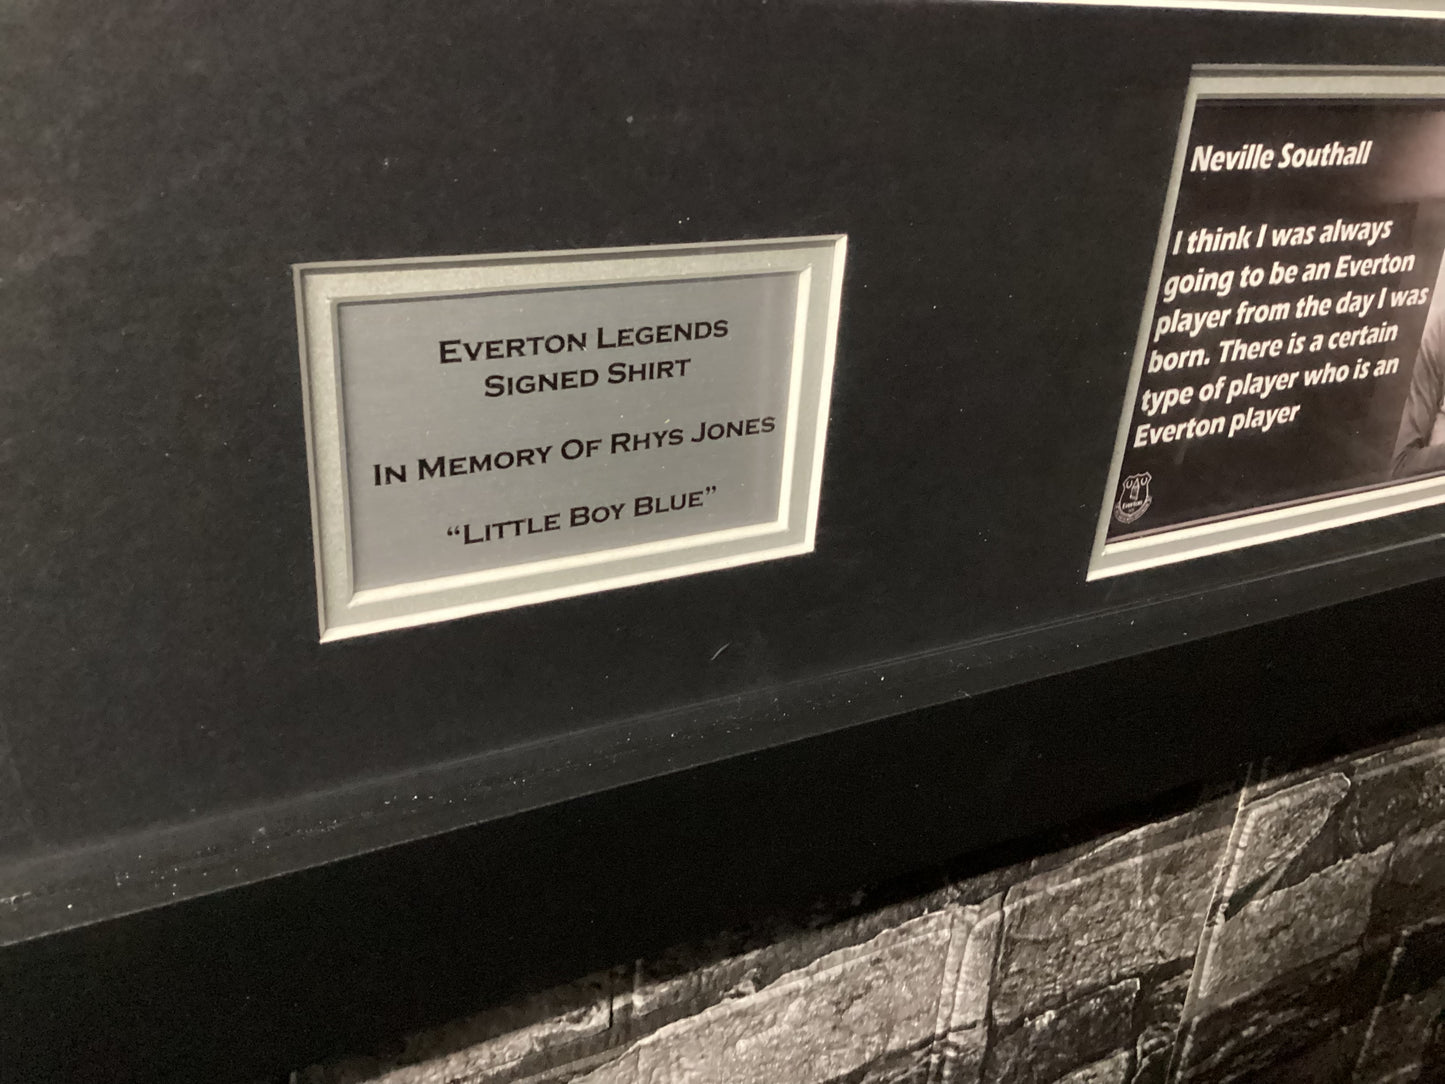 EVERTON LEGENDS
SIGNED SHIRT
IN MEMORY OF RHYS JONES
“LITTLE BOY BLUE”
Neville Southall
I think I was always
going to be an Everton
player from the day I was
born. There is a certain
type of player who is an
Everton player
Everton